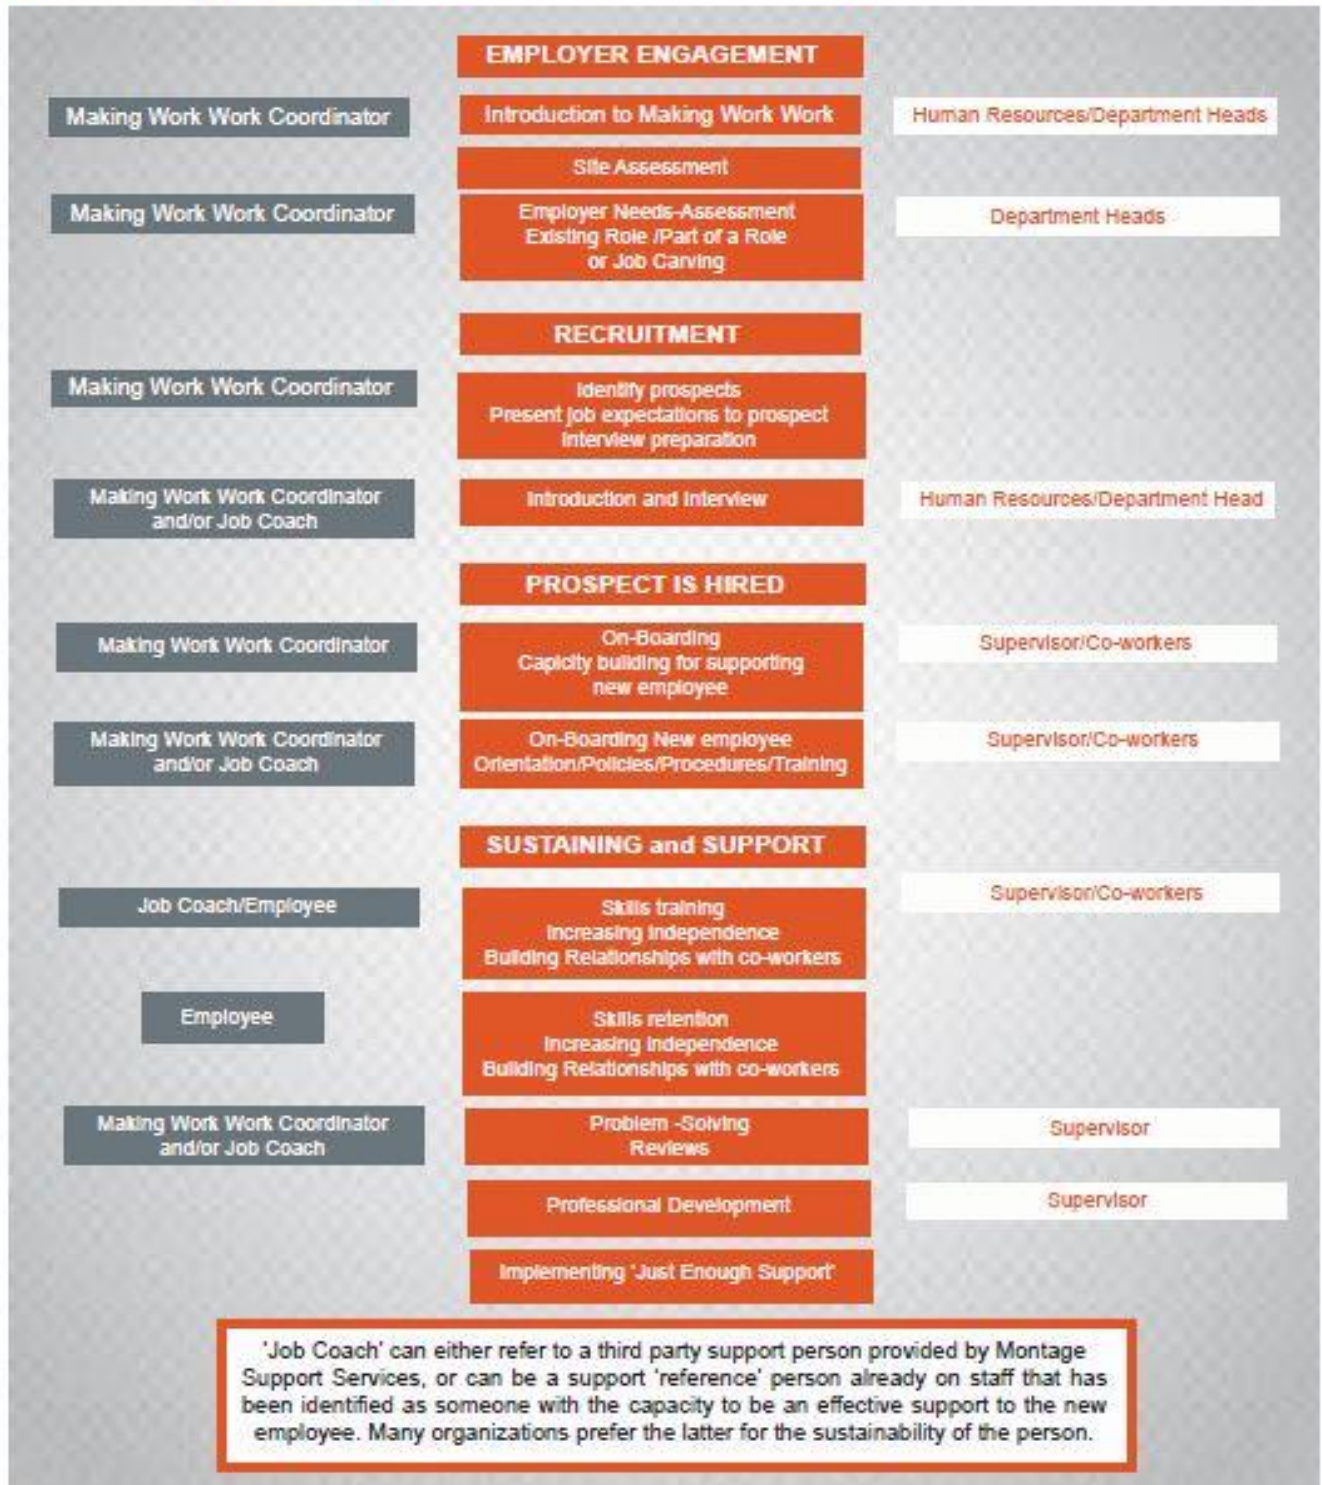 EMPLOYER ENGAGEMENT
Making Work Work Coordinator
Introduction to Making Work Work
Human Resources/Department Heads
Site Assessment
Making Work Work Coordinator
Employer Needs-Assessment
Existing Role /Part of a Role
or Job Carving
Department Heads
RECRUITMENT
Making Work Work Coordinator
Identify prospects
Present job expectations to prospect
Interview preparation
Making Work Work Coordinator
and/or Job Coach
Introduction and Interview
Human Resources/Department Head
PROSPECT IS HIRED
Making Work Work Coordinator
On-Boarding
Capicity building for supporting
new employee
Supervisor/Co-workers
Making Work Work Coordinator
and/or Job Coach
On-Boarding New employee
Orientation/Policies/Procedures/Training
Supervisor/Co-workers
SUSTAINING and SUPPORT
Job Coach/Employee
Skills training
Increasing Independence
Building Relationships with co-workers
Supervisor/Co-workers
Employee
Skills retention
Increasing Independence
Building Relationships with co-workers
Making Work Work Coordinator
and/or Job Coach
Problem -Solving
Reviews
Supervisor
Professional Development
Supervisor
Implementing 'Just Enough Support'
'Job Coach' can either refer to a third party support person provided by Montage
Support Services, or can be a support 'reference' person already on staff that has
been identified as someone with the capacity to be an effective support to the new
employee. Many organizations prefer the latter for the sustainability of the person.